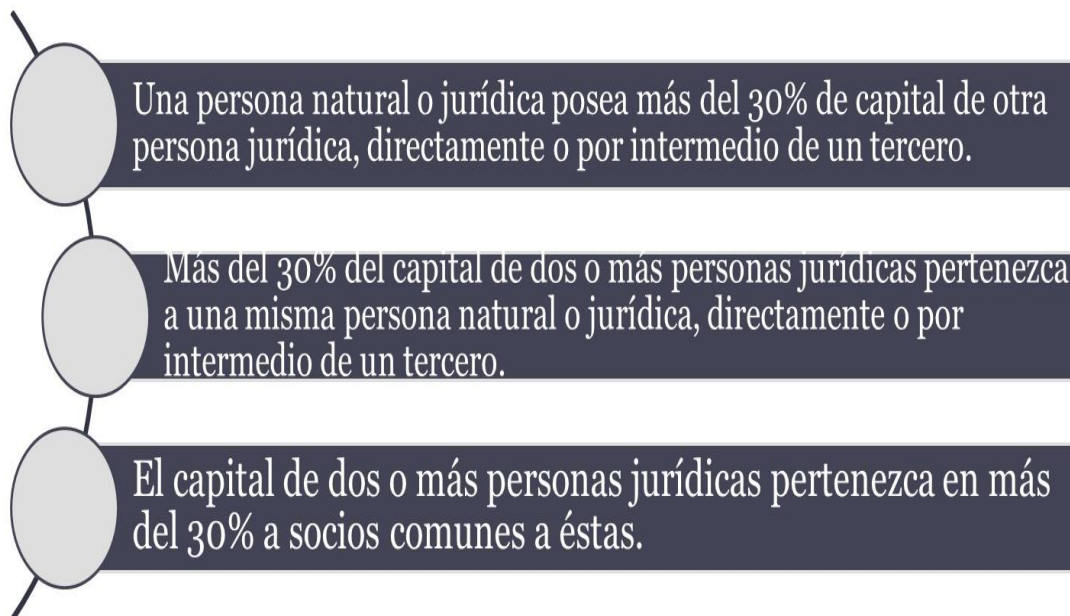 Una persona natural o jurídica posea más del 30% de capital de otra
persona jurídica, directamente o por intermedio de un tercero.
Más del 30% del capital de dos o más personas jurídicas pertenezca
a una misma persona natural o jurídica, directamente o por
intermedio de un tercero.
El capital de dos o más personas jurídicas pertenezca en más
del 30% a socios comunes a éstas.